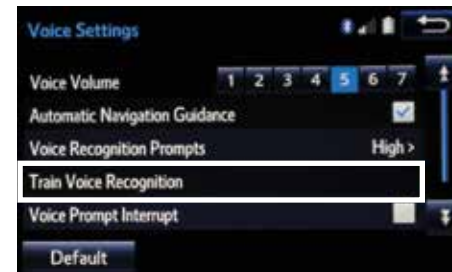 Voice Settings
Voice Volume 1 2 3 4 5 6 7
Automatic Navigation Guidance
Voice Recognition Prompts High >
Train Voice Recognition
Voice Prompt Interrupt
Default